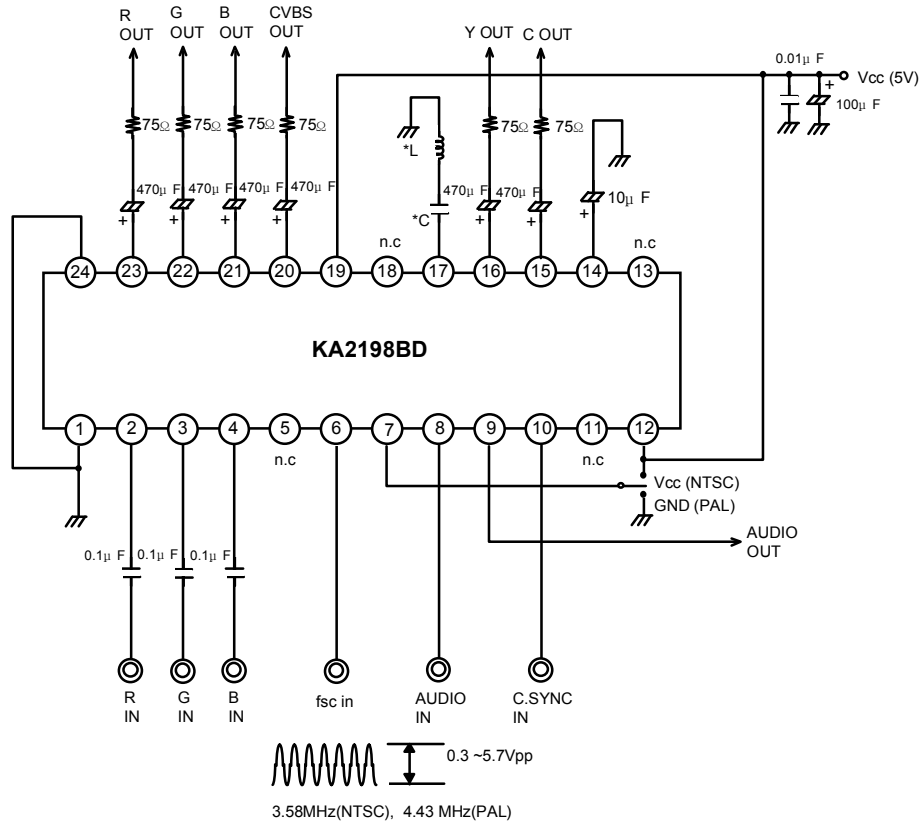 R G B CVBS
OUT OUT OUT OUT Y OUT C OUT
0.01μ F
Vcc (5V)
+
100μ F
75Ω 75Ω 75Ω 75Ω 75Ω 75Ω
*L
470μ F 470μ F 470μ F 470μ F 470μ F 470μ F 10μ F
+ + + + *C + + +
n.c n.c
24 23 22 21 20 19 18 17 16 15 14 13
KA2198BD
1 2 3 4 5 6 7 8 9 10 11 12
n.c n.c
Vcc (NTSC)
GND (PAL)
AUDIO
OUT
0.1μ F 0.1μ F 0.1μ F
R G B fsc in AUDIO C.SYNC
IN IN IN IN IN
0.3 ~5.7Vpp
3.58MHz(NTSC), 4.43 MHz(PAL)